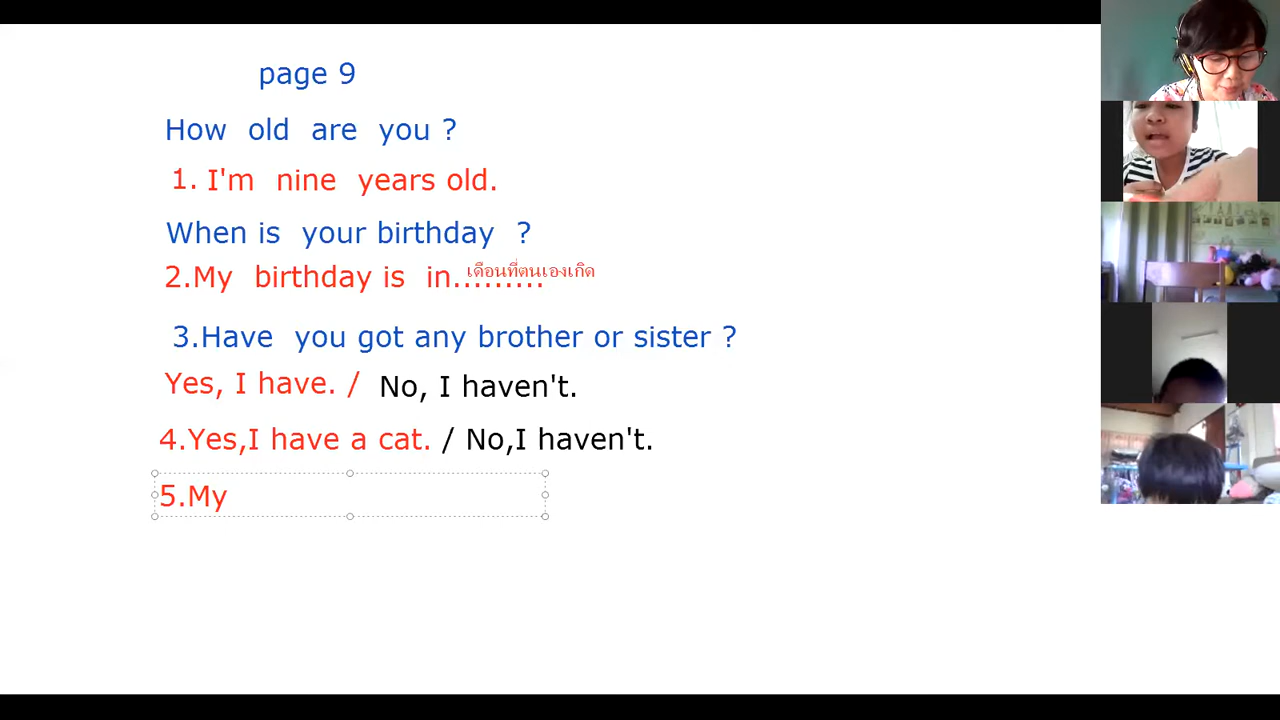 page 9
How old are you ?
1. I'm nine years old.
When is your birthday ?
2.My birthday is in.........เดือนที่ตนเองเกิด
3.Have you got any brother or sister ?
Yes, I have. / No, I haven't.
4.Yes,I have a cat. / No,I haven't.
5.My